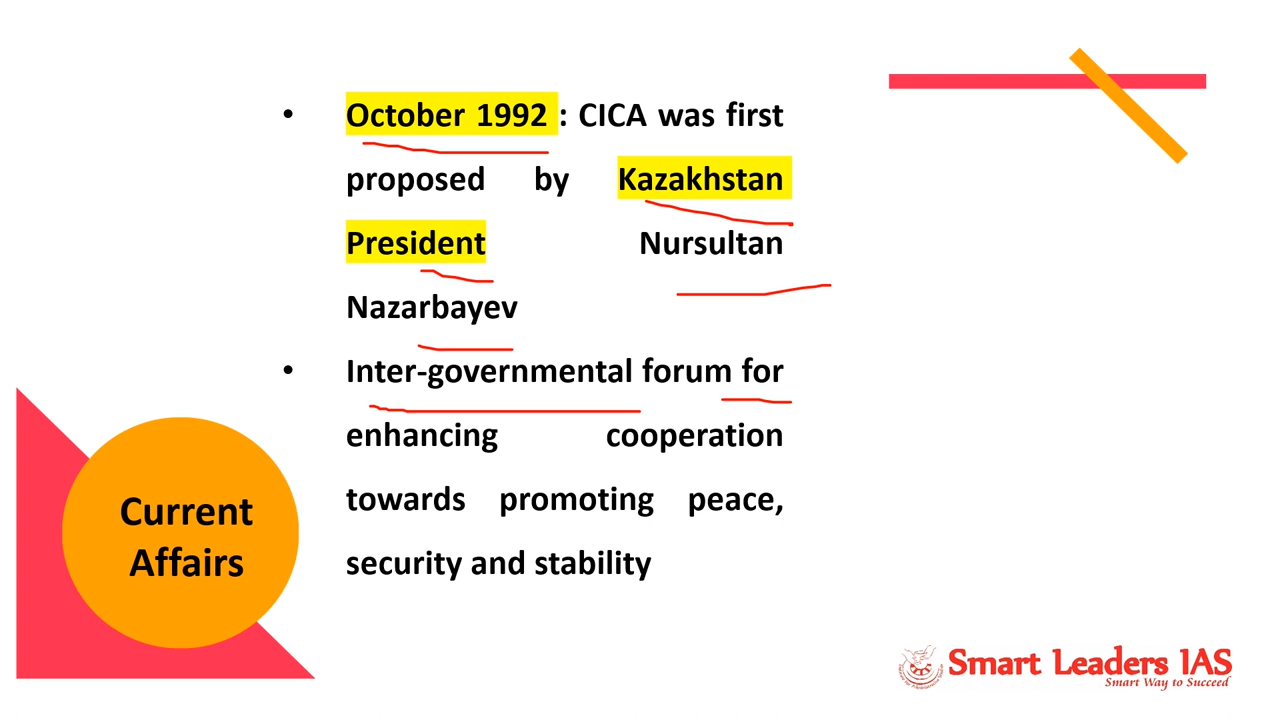 • October 1992 : CICA was first
proposed by Kazakhstan
President Nursultan
Nazarbayev
• Inter-governmental forum for
enhancing cooperation
towards promoting peace,
security and stability
Current
Affairs
Smart Leaders IAS
Smart Way to Succeed